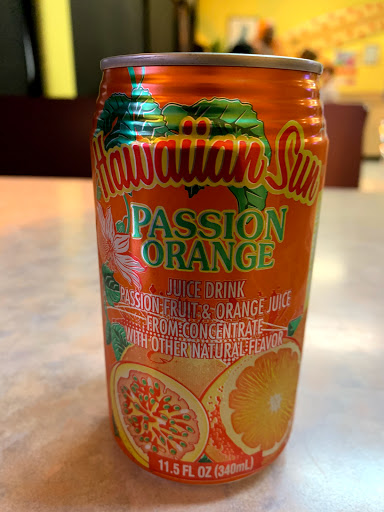 Hawaiian Sun
PASSION
ORANGE
JUICE DRINK
PASSION FRUIT & ORANGE JUICE
FROM CONCENTRATE
WITH OTHER NATURAL FLAVOR
11.5 FL OZ (340mL)